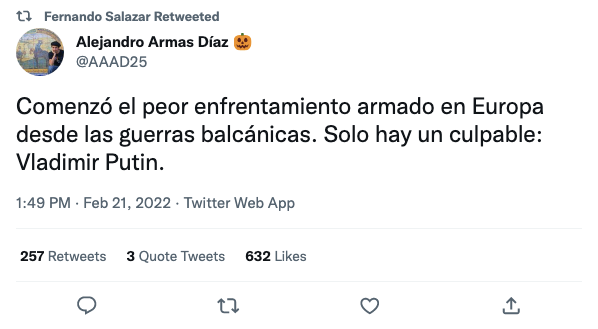 Fernando Salazar Retweeted
Alejandro Armas Díaz 🎃
@AAAD25
Comenzó el peor enfrentamiento armado en Europa
desde las guerras balcánicas. Solo hay un culpable:
Vladimir Putin.
1:49 PM · Feb 21, 2022 · Twitter Web App
257 Retweets 3 Quote Tweets 632 Likes